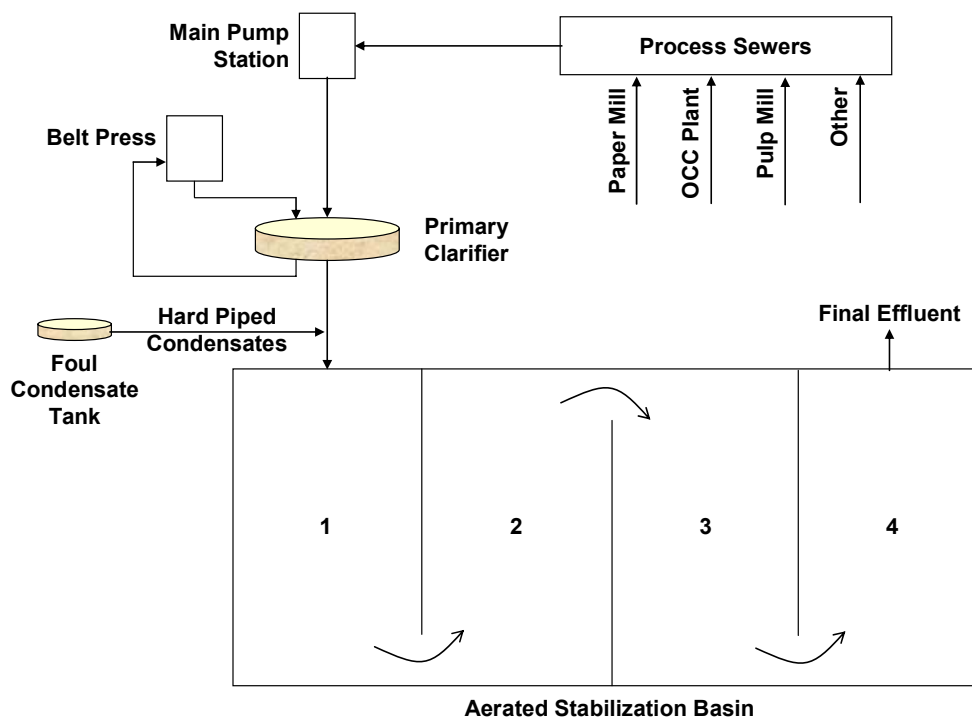 Main Pump
Station
Process Sewers
Paper Mill
OCC Plant
Pulp Mill
Other
Belt Press
Primary
Clarifier
Hard Piped
Condensates
Foul
Condensate
Tank
Final Effluent
1
2
3
4
Aerated Stabilization Basin